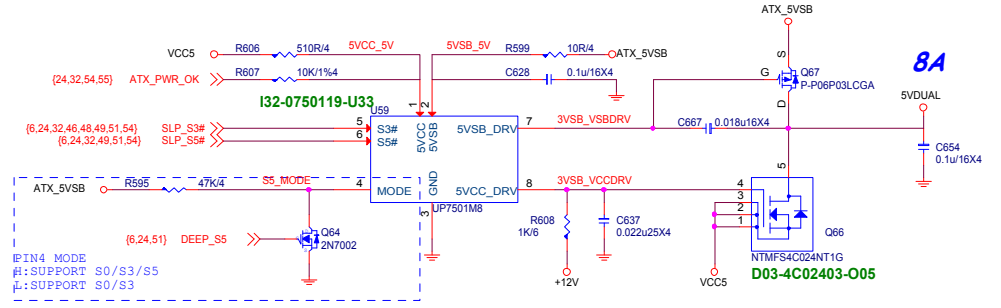 ATX_5VSB
VCC5 R606 510R/4 5VCC_5V 5VSB_5V R599 10R/4 ATX_5VSB
S
{24,32,54,55} ATX_PWR_OK R607 10K/1%4 C628 0.1u/16X4
G Q67
P-P06P03LCGA
8A
I32-0750119-U33
D
5VDUAL
U59
1 2
5VCC 5VSB
{6,24,32,46,48,49,51,54} SLP_S3# 5 S3# 5VSB_DRV 7 3VSB_VSBDRV C667 0.018u16X4
{6,24,32,49,51,54} SLP_S5# 6 S5#
C654
0.1u/16X4
5
ATX_5VSB R595 47K/4 S5_MODE 4 MODE GND 5VCC_DRV 8 3VSB_VCCDRV 4
3
2
1
3 UP7501M8
R608
1K/6
C637
0.022u25X4
Q66
{6,24,51} DEEP_S5 Q64
2N7002
NTMFS4C024NT1G
D03-4C02403-O05
PIN4 MODE
H:SUPPORT S0/S3/S5
L:SUPPORT S0/S3
+12V VCC5